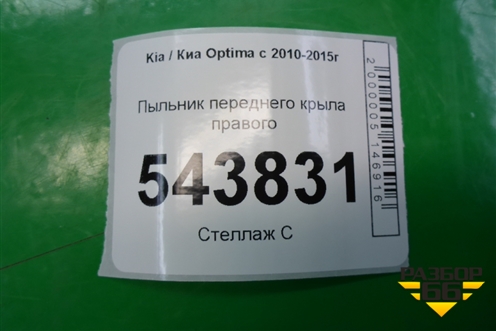 Kia / Киа Optima с 2010-2015г
Пыльник переднего крыла
правого
543831
Стеллаж С
2000005146916
РАЗБОР
66